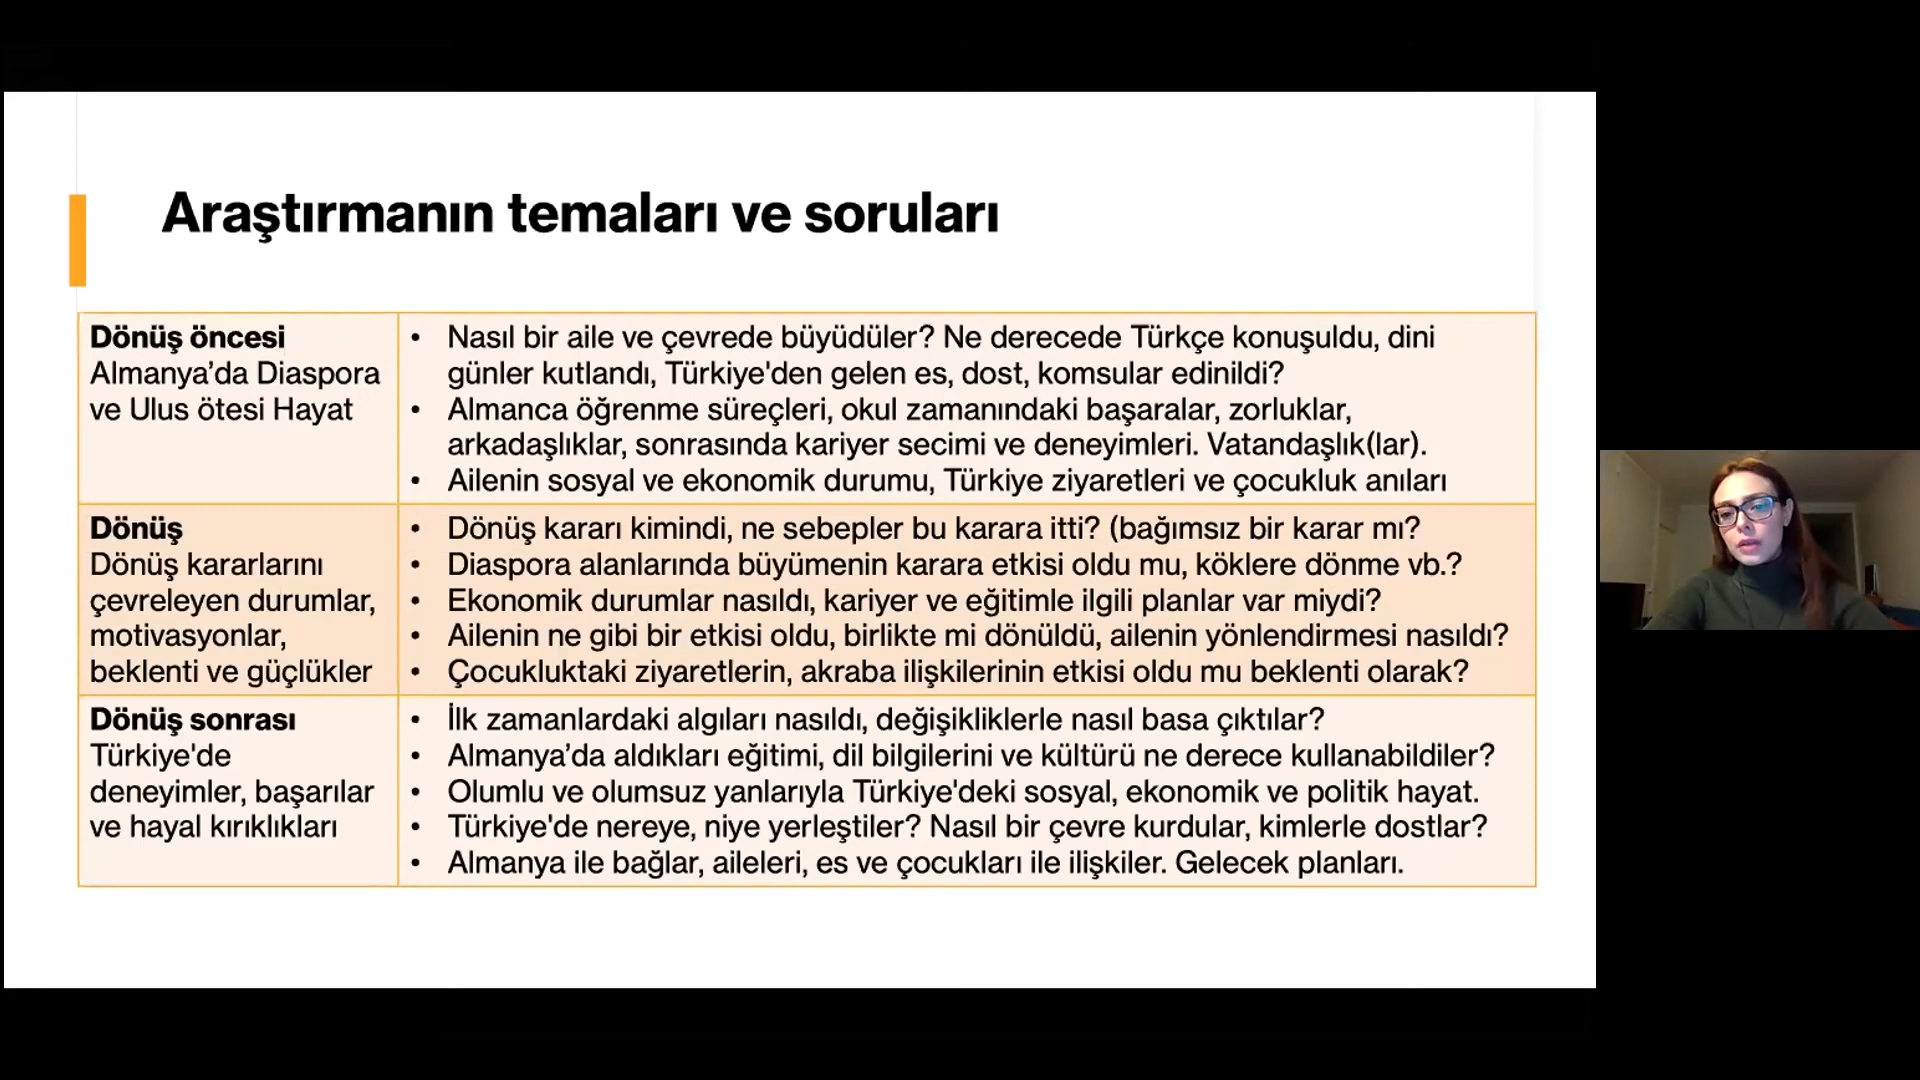 Araştırmanın temaları ve soruları
Dönüş öncesi
Almanya’da Diaspora
ve Ulus ötesi Hayat
• Nasıl bir aile ve çevrede büyüdüler? Ne derecede Türkçe konuşuldu, dini
günler kutlandı, Türkiye'den gelen es, dost, komsular edinildi?
• Almanca öğrenme süreçleri, okul zamanındaki başaralar, zorluklar,
arkadaşlıklar, sonrasında kariyer secimi ve deneyimleri. Vatandaşlık(lar).
• Ailenin sosyal ve ekonomik durumu, Türkiye ziyaretleri ve çocukluk anıları
Dönüş
Dönüş kararlarını
çevreleyen durumlar,
motivasyonlar,
beklenti ve güçlükler
• Dönüş kararı kimindi, ne sebepler bu karara itti? (bağımsız bir karar mı?
• Diaspora alanlarında büyümenin karara etkisi oldu mu, köklere dönme vb.?
• Ekonomik durumlar nasıldı, kariyer ve eğitimle ilgili planlar var miydi?
• Ailenin ne gibi bir etkisi oldu, birlikte mi dönüldü, ailenin yönlendirmesi nasıldı?
• Çocukluktaki ziyaretlerin, akraba ilişkilerinin etkisi oldu mu beklenti olarak?
Dönüş sonrası
Türkiye'de
deneyimler, başarılar
ve hayal kırıklıkları
• İlk zamanlardaki algıları nasıldı, değişikliklerle nasıl basa çıktılar?
• Almanya’da aldıkları eğitimi, dil bilgilerini ve kültürü ne derece kullanabildiler?
• Olumlu ve olumsuz yanlarıyla Türkiye'deki sosyal, ekonomik ve politik hayat.
• Türkiye'de nereye, niye yerleştiler? Nasıl bir çevre kurdular, kimlerle dostlar?
• Almanya ile bağlar, aileleri, es ve çocukları ile ilişkiler. Gelecek planları.